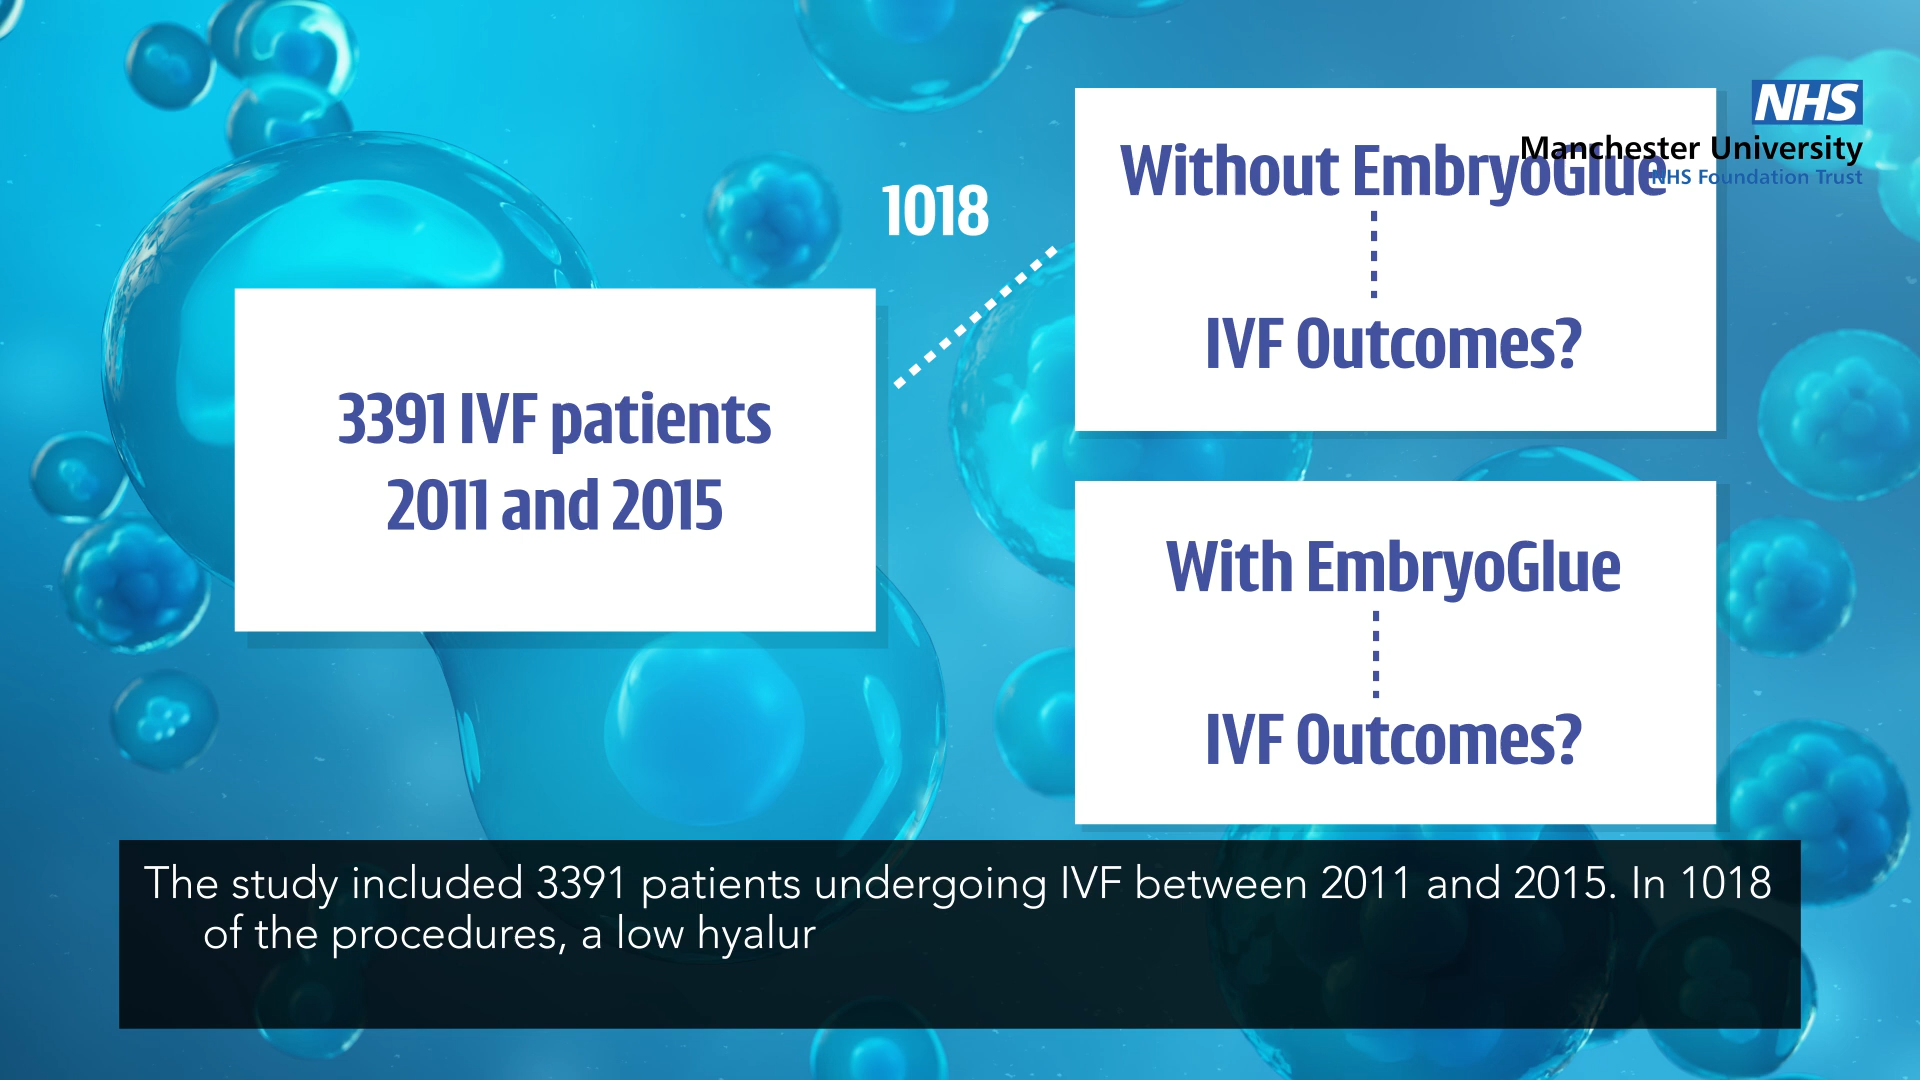 NHS
Manchester University
NHS Foundation Trust
1018
3391 IVF patients
2011 and 2015
Without EmbryoGlue
IVF Outcomes?
With EmbryoGlue
IVF Outcomes?
The study included 3391 patients undergoing IVF between 2011 and 2015. In 1018
of the procedures, a low hyalur